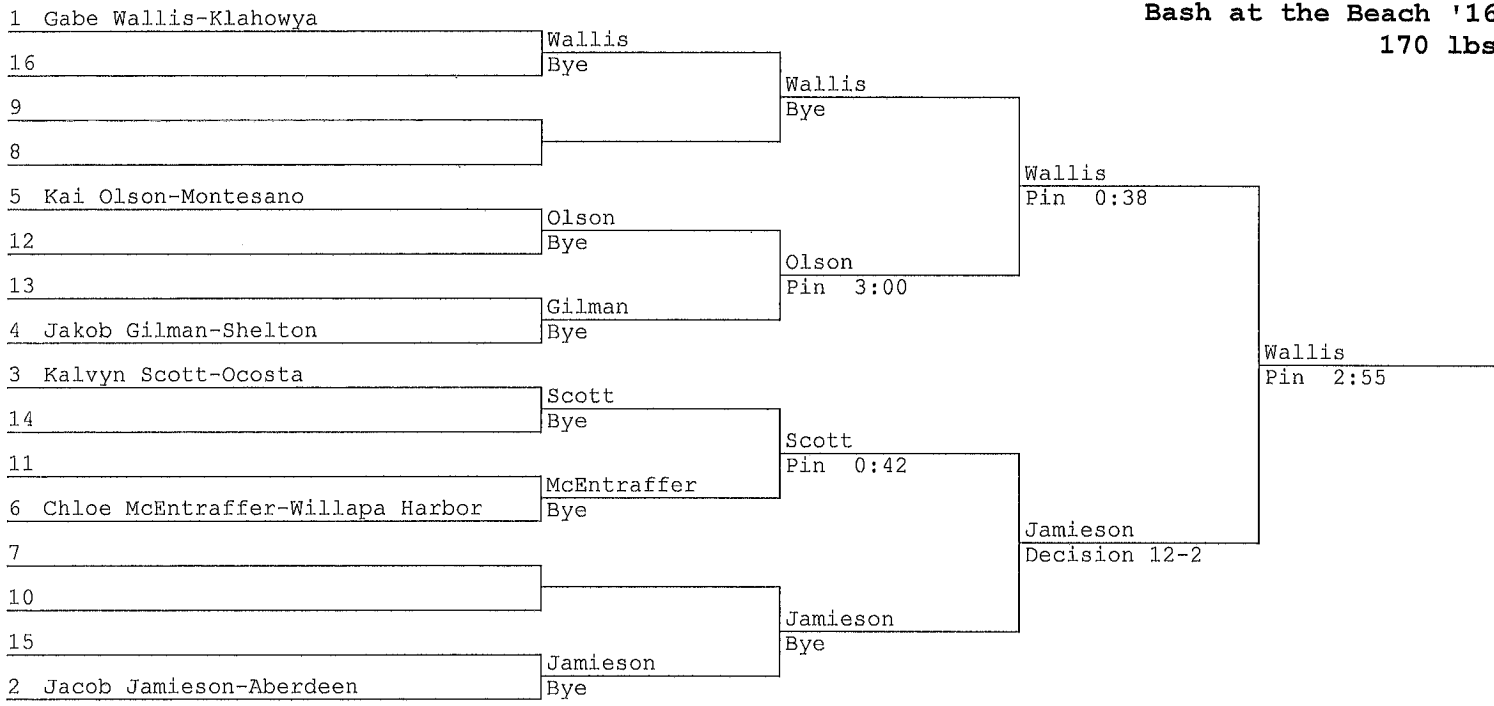 Bash at the Beach '16
170 lbs
1 Gabe Wallis-Klahowya
Wallis
16
Bye
Wallis
9
Bye
8
Wallis
5 Kai Olson-Montesano
Pin 0:38
Olson
12
Bye
Olson
13
Pin 3:00
Gilman
4 Jakob Gilman-Shelton
Bye
Wallis
3 Kalvyn Scott-Ocosta
Pin 2:55
Scott
14
Bye
Scott
11
Pin 0:42
McEntraffer
6 Chloe McEntraffer-Willapa Harbor
Bye
Jamieson
7
Decision 12-2
10
Jamieson
15
Bye
Jamieson
2 Jacob Jamieson-Aberdeen
Bye